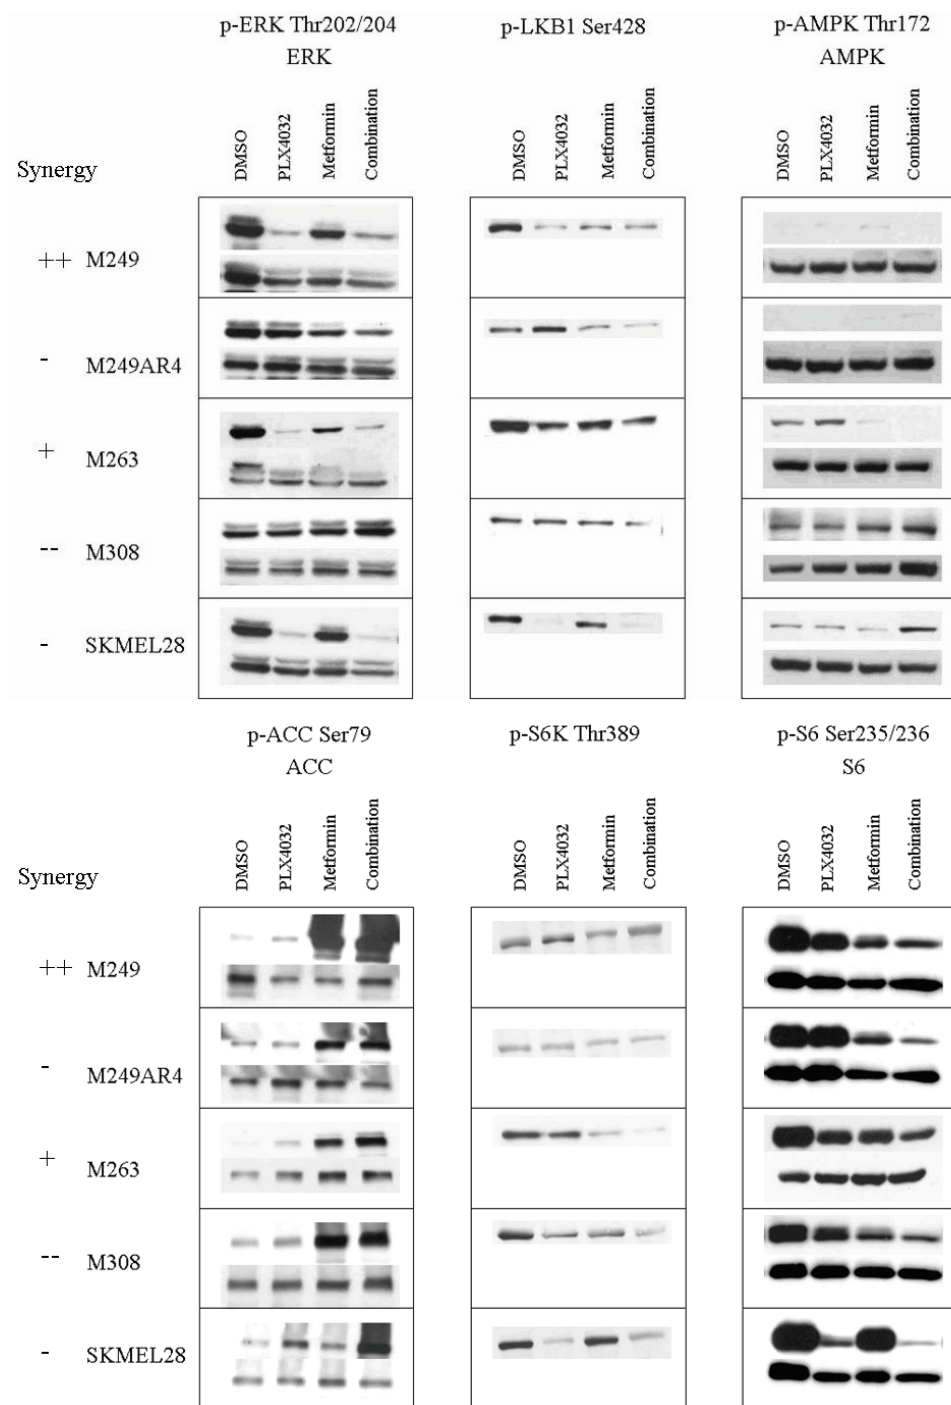 p-ERK Thr202/204 p-LKB1 Ser428 p-AMPK Thr172
ERK AMPK
DMSO PLX4032 Metformin Combination DMSO PLX4032 Metformin Combination DMSO PLX4032 Metformin Combination
Synergy
++ M249
- M249AR4
+ M263
-- M308
- SKMEL28
p-ACC Ser79 p-S6K Thr389 p-S6 Ser235/236
ACC S6
DMSO PLX4032 Metformin Combination DMSO PLX4032 Metformin Combination DMSO PLX4032 Metformin Combination
Synergy
++ M249
- M249AR4
+ M263
-- M308
- SKMEL28